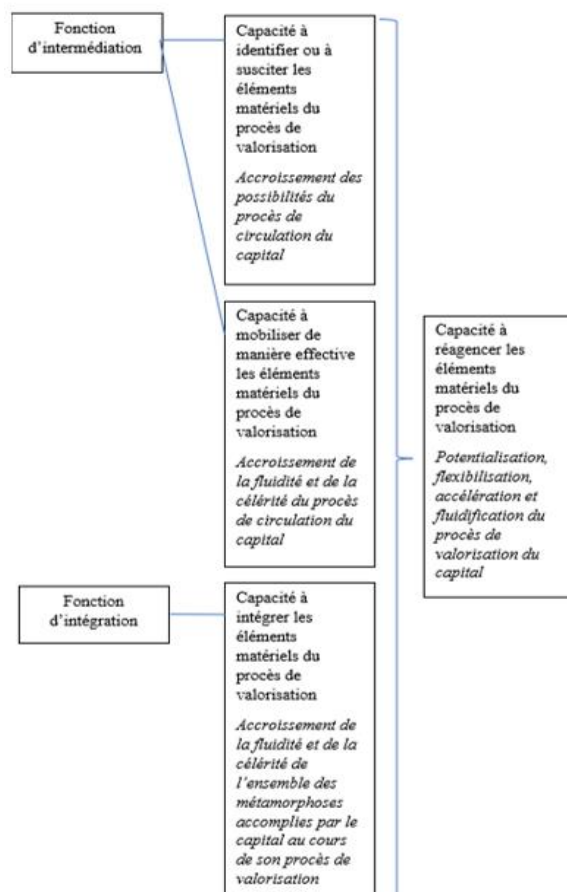 Fonction
d’intermédiation
Capacité à
identifier ou à
susciter les
éléments
matériels du
procès de
valorisation
Accroissement des
possibilités du
procès de
circulation du
capital
Capacité à
mobiliser de
manière effective
les éléments
matériels du
procès de
valorisation
Accroissement de
la fluidité et de la
célérité du procès
de circulation du
capital
Fonction
d’intégration
Capacité à
intégrer les
éléments
matériels du
procès de
valorisation
Accroissement de
la fluidité et de la
célérité de
l’ensemble des
métamorphoses
accomplies par le
capital au cours
de son procès de
valorisation
Capacité à
réagencer les
éléments
matériels du
procès de
valorisation
Potentialisation,
flexibilisation,
accélération et
fluidification du
procès de
valorisation du
capital